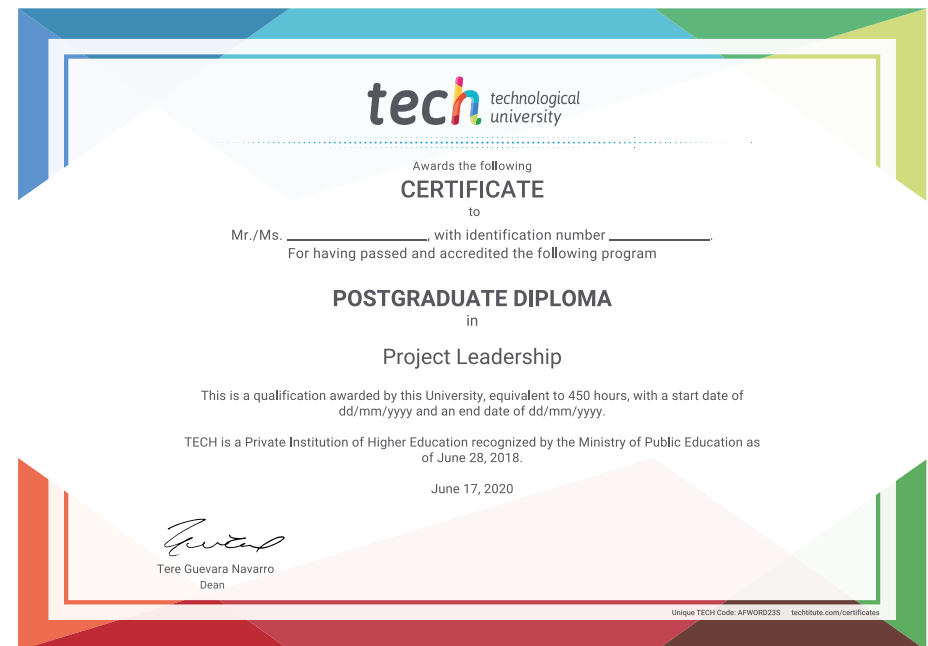 tech technological
university
Awards the following
CERTIFICATE
to
Mr./Ms. ____________________, with identification number ______________.
For having passed and accredited the following program
POSTGRADUATE DIPLOMA
in
Project Leadership
This is a qualification awarded by this University, equivalent to 450 hours, with a start date of
dd/mm/yyyy and an end date of dd/mm/yyyy.
TECH is a Private Institution of Higher Education recognized by the Ministry of Public Education as
of June 28, 2018.
June 17, 2020
Tere Guevara Navarro
Dean
Unique TECH Code: AFWORD23S techtitute.com/certificates